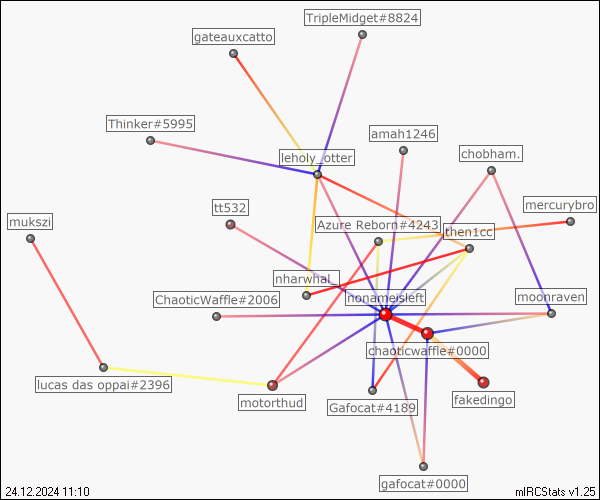 TripleMidget#8824
gateauxcatto
Thinker#5995
amah1246
leholy_otter
chobham.
tt532
mercurybro
mukszi
Azure Reborn#4243
then1cc
nharwhal_
ChaoticWaffle#2006
nonameisleft
moonraven
chaoticwaffle#0000
lucas das oppai#2396
motorthud
Gafocat#4189
fakedingo
gafocat#0000
24.12.2024 11:10
mIRCStats v1.25